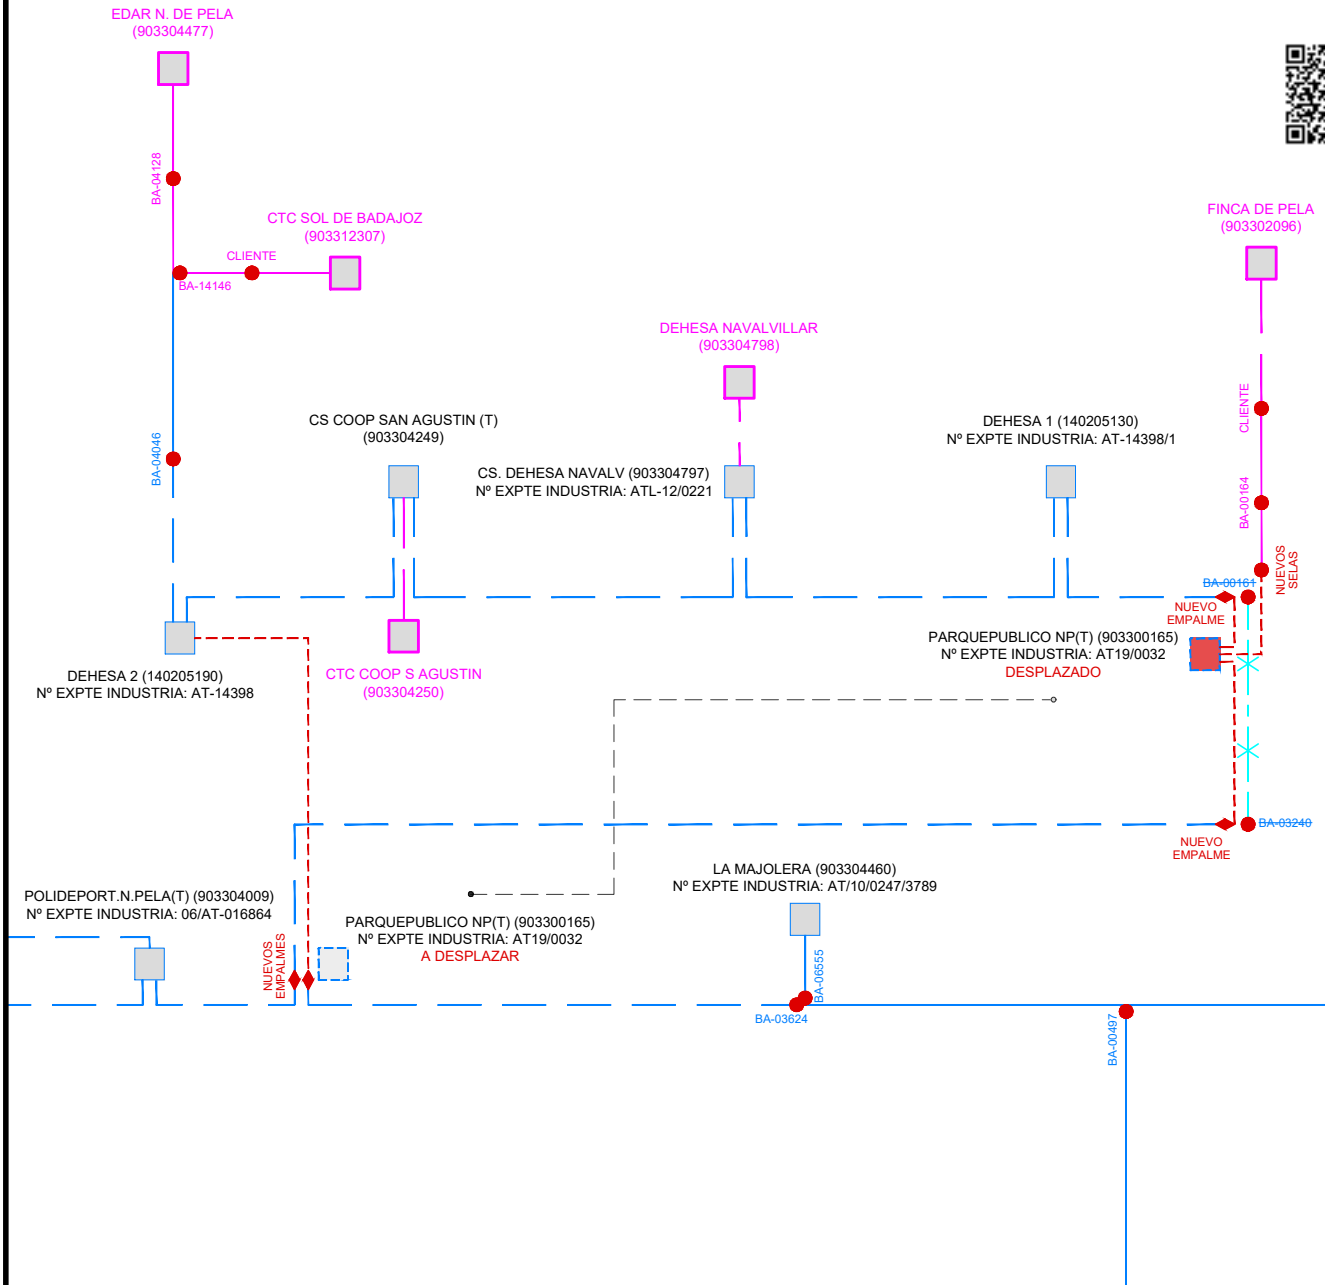 EDAR N. DE PELA
(903304477)
BA-04128
CTC SOL DE BADAJOZ
(903312307)
CLIENTE
BA-14146
FINCA DE PELA
(903302096)
DEHESA NAVALVILLAR
(903304798)
CLIENTE
BA-04046
CS COOP SAN AGUSTIN (T)
(903304249)
CS. DEHESA NAVALV (903304797)
Nº EXPTE INDUSTRIA: ATL-12/0221
DEHESA 1 (140205130)
Nº EXPTE INDUSTRIA: AT-14398/1
BA-00164
NUEVOS
SELAS
BA-00161
NUEVO
EMPALME
PARQUEPUBLICO NP(T) (903300165)
Nº EXPTE INDUSTRIA: AT19/0032
DESPLAZADO
DEHESA 2 (140205190)
Nº EXPTE INDUSTRIA: AT-14398
CTC COOP S AGUSTIN
(903304250)
BA-03240
NUEVO
EMPALME
LA MAJOLERA (903304460)
Nº EXPTE INDUSTRIA: AT/10/0247/3789
POLIDEPORT.N.PELA(T) (903304009)
Nº EXPTE INDUSTRIA: 06/AT-016864
PARQUEPUBLICO NP(T) (903300165)
Nº EXPTE INDUSTRIA: AT19/0032
A DESPLAZAR
NUEVOS
EMPALMES
BA-06555
BA-03624
BA-00497